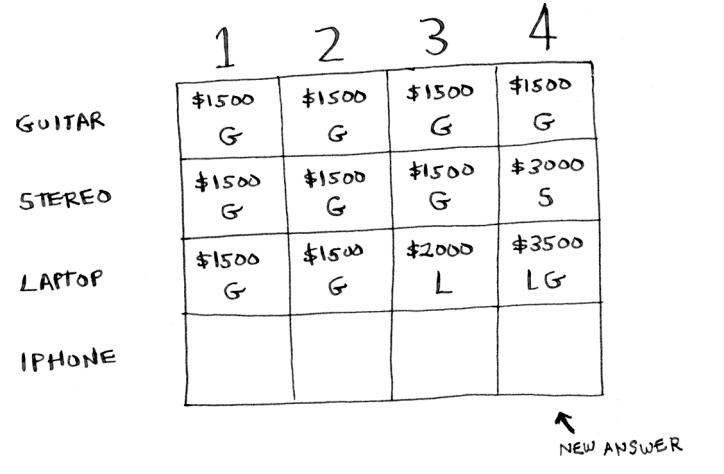 1 2 3 4
GUITAR $1500 $1500 $1500 $1500
G G G G
STEREO $1500 $1500 $1500 $3000
G G G S
LAPTOP $1500 $1500 $2000 $3500
G G L LG
IPHONE
NEW ANSWER